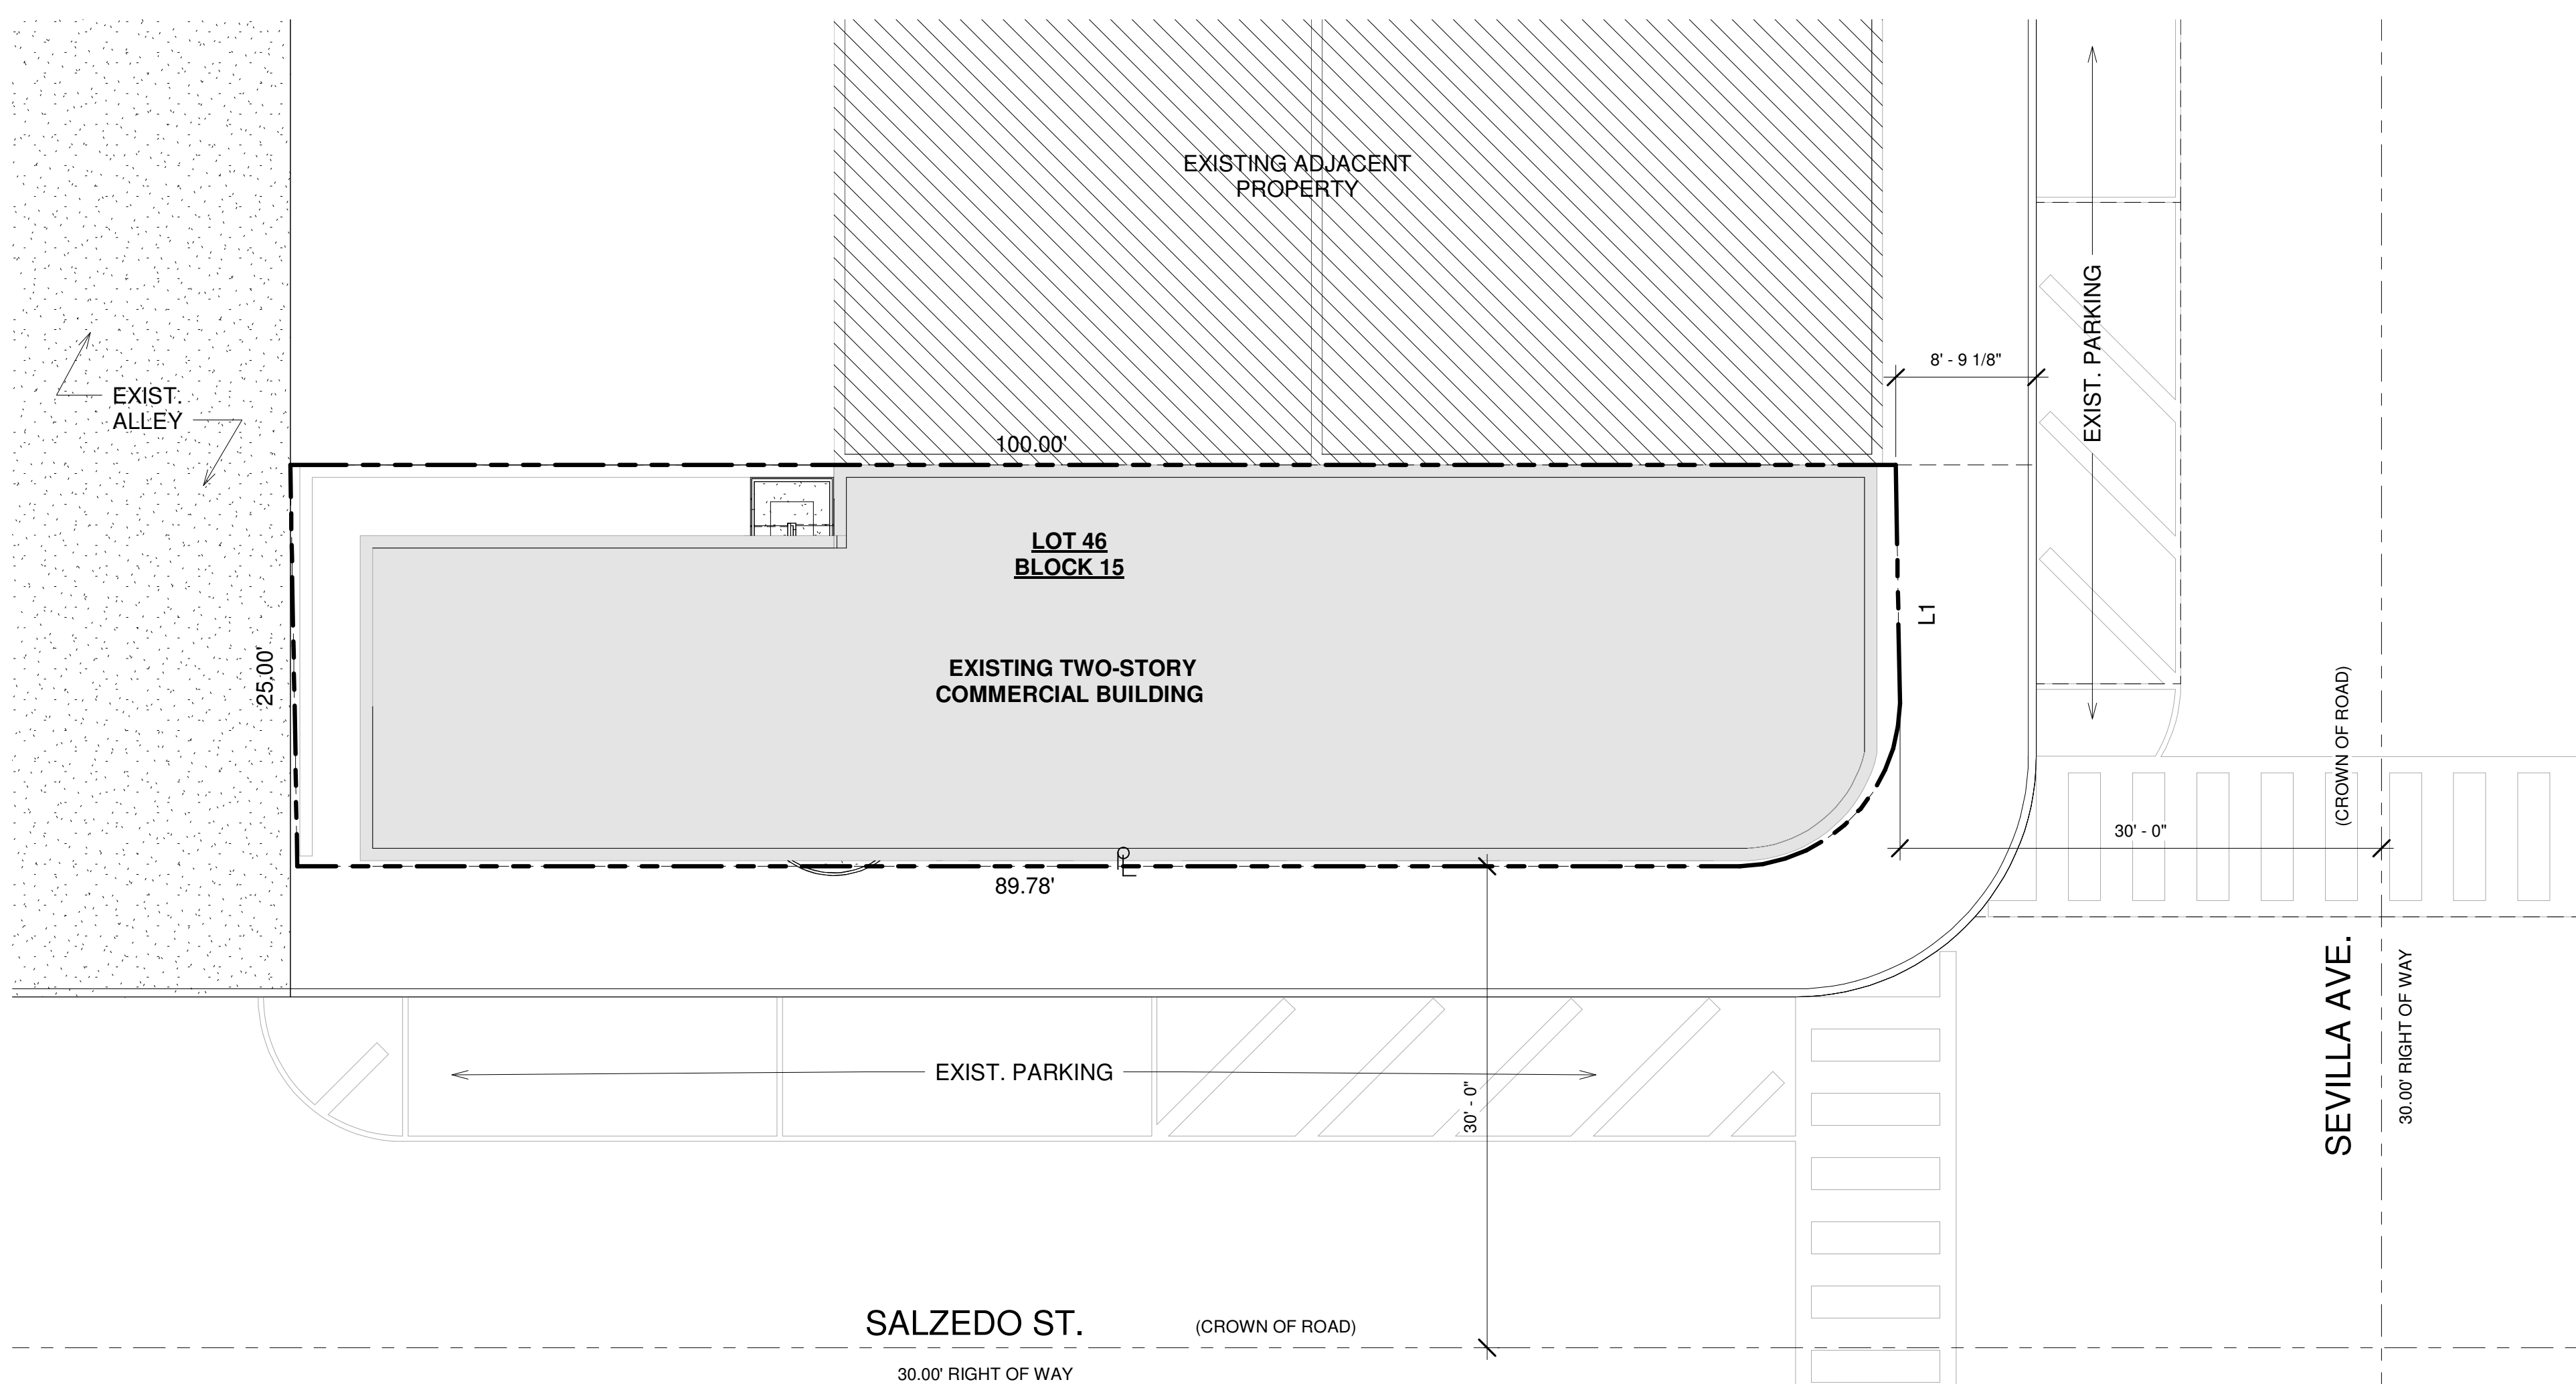 EXISTING ADJACENT
PROPERTY
8' - 9 1/8"
EXIST. PARKING
EXIST.
ALLEY
100.00'
LOT 46
BLOCK 15
L1
25.00'
EXISTING TWO-STORY
COMMERCIAL BUILDING
(CROWN OF ROAD)
30' - 0"
89.78'
SEVILLA AVE.
30.00' RIGHT OF WAY
EXIST. PARKING
30' - 0"
SALZEDO ST.
(CROWN OF ROAD)
30.00' RIGHT OF WAY